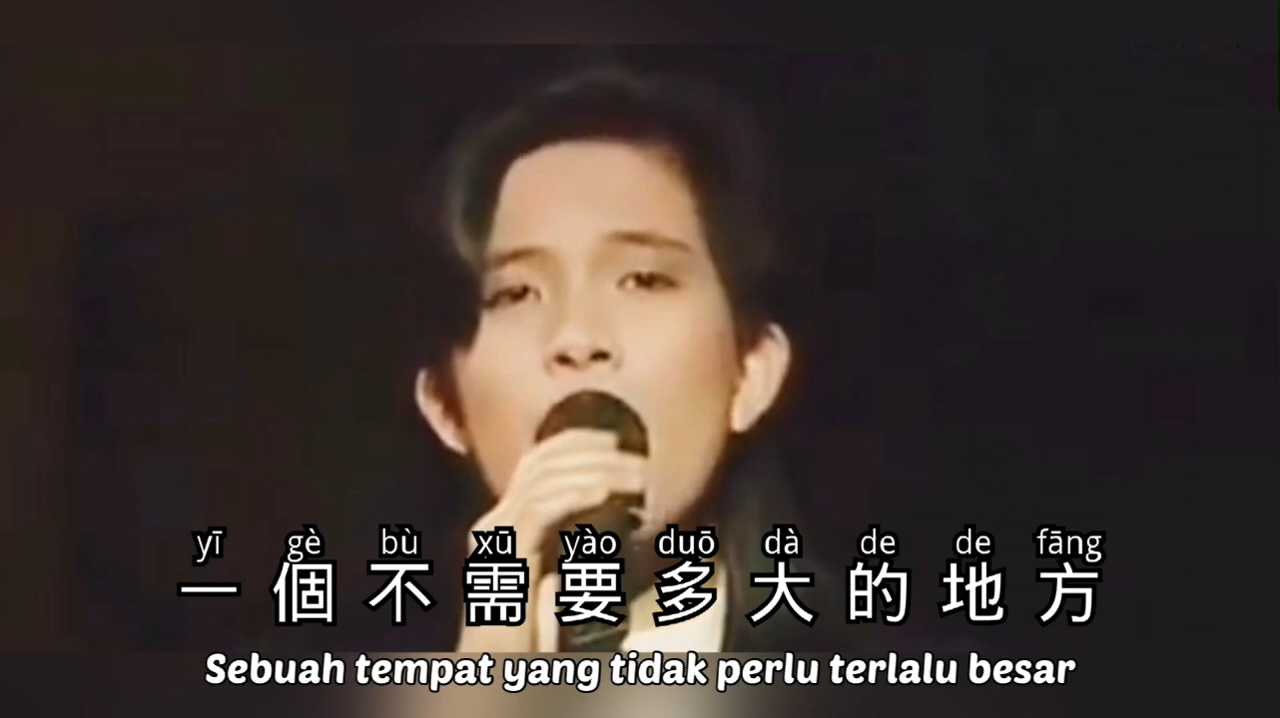 yī gè bù xū yào duō dà de de fāng
一個不需要多大的地方
Sebuah tempat yang tidak perlu terlalu besar